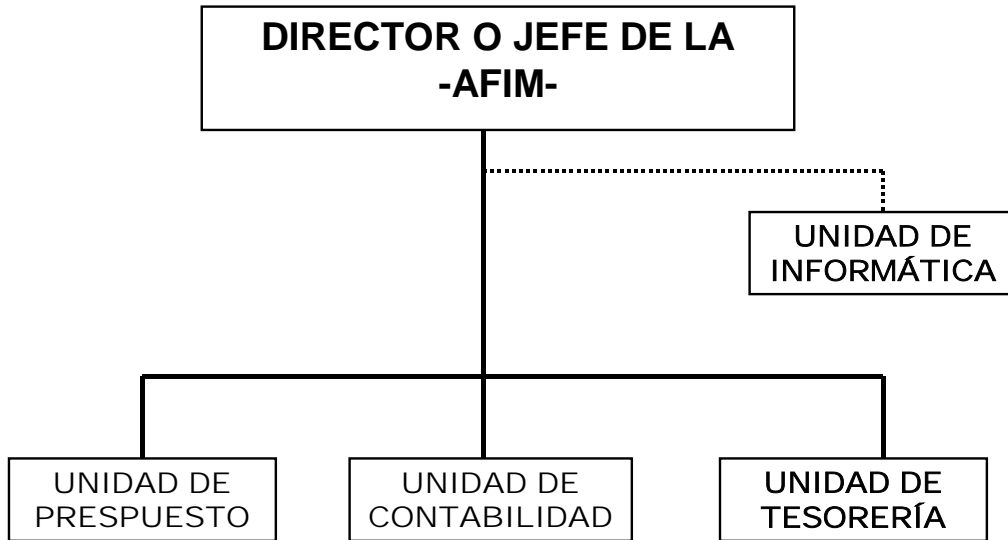 DIRECTOR O JEFE DE LA
-AFIM-
UNIDAD DE
INFORMÁTICA
UNIDAD DE
PRESPUESTO
UNIDAD DE
CONTABILIDAD
UNIDAD DE
TESORERÍA